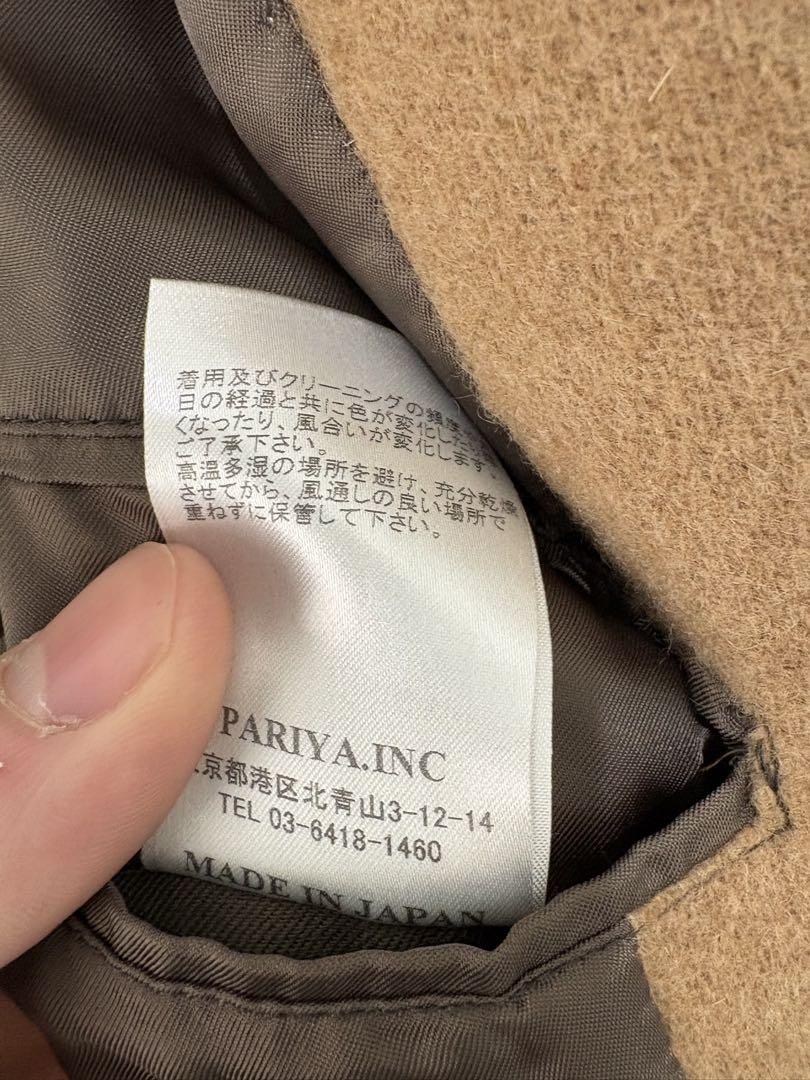 着用及びクリーニングの頻度
日の経過と共に色が変化した
くなったり、風合いが変化します。
ご了承下さい。
高温多湿の場所を避け、充分乾燥
させてから、風通しの良い場所で
重ねずに保管して下さい。
PARIYA.INC
京都港区北青山3-12-14
TEL 03-6418-1460
MADE IN JAPAN